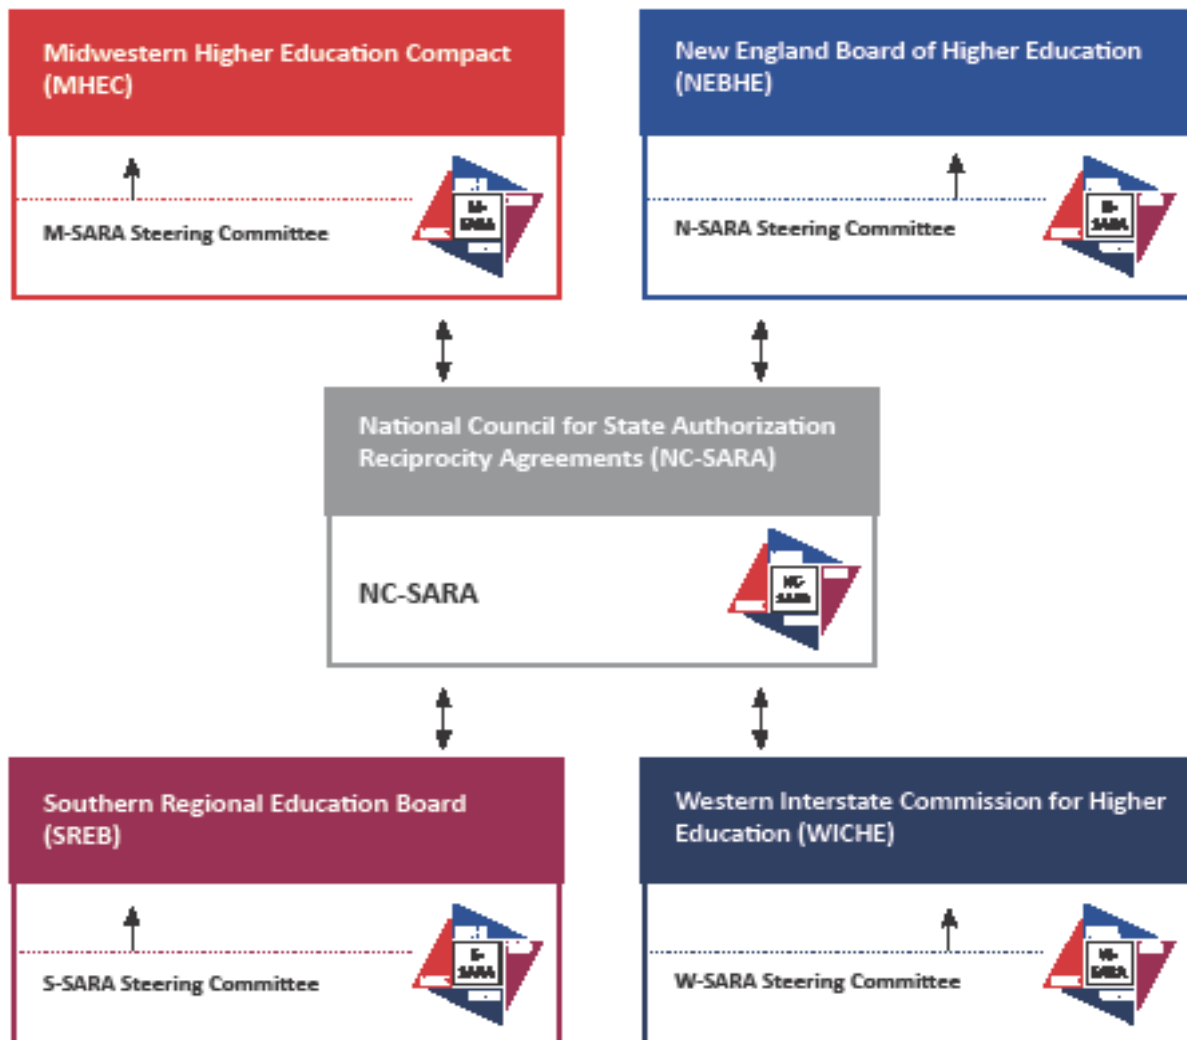 Midwestern Higher Education Compact
(MHEC)
M-SARA Steering Committee
New England Board of Higher Education
(NEBHE)
N-SARA Steering Committee
National Council for State Authorization
Reciprocity Agreements (NC-SARA)
NC-SARA
NC-
SARA
Southern Regional Education Board
(SREB)
S-SARA Steering Committee
Western Interstate Commission for Higher
Education (WICHE)
W-SARA Steering Committee